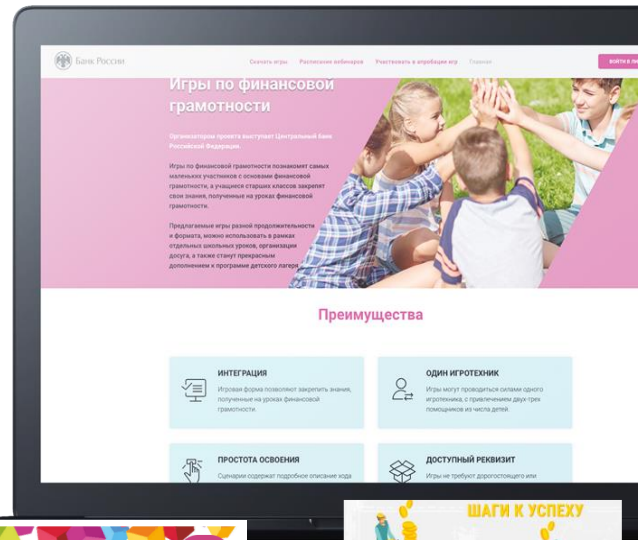 Банк России
Скачать игры Расписание вебинаров Участвовать в апробации игр Главная
ВОЙТИ В ЛИ
Игры по финансовой
грамотности
Организатором проекта выступает Центральный банк
Российской Федерации.
Игры по финансовой грамотности познакомят самых
маленьких участников с основами финансовой
грамотности, а учащиеся старших классов закрепят
свои знания, полученные на уроках финансовой
грамотности.
Предлагаемые игры разной продолжительности
и формата, можно использовать в рамках
отдельных школьных уроков, организации
досуга, а также станут прекрасным
дополнением к программе детского лагеря.
Преимущества
ИНТЕГРАЦИЯ
Игровая форма позволяют закрепить знания,
полученные на уроках финансовой
грамотности.
ОДИН ИГРОТЕХНИК
Игры могут проводиться силами одного
игротехника, с привлечением двух-трех
помощников из числа детей.
ПРОСТОТА ОСВОЕНИЯ
Сценарии содержат подробное описание хода
ДОСТУПНЫЙ РЕКВИЗИТ
Игры не требуют дорогостоящего или
ШАГИ К УСПЕХУ